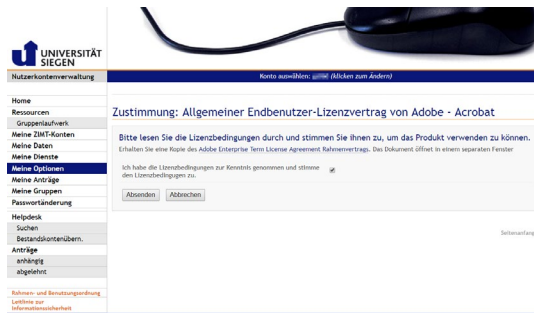 UNIVERSITÄT
SIEGEN
Nutzerkontenverwaltung
Konto auswählen: (klicken zum Ändern)
Home
Ressourcen
Gruppenlaufwerk
Meine ZIMT-Konten
Meine Daten
Meine Dienste
Meine Optionen
Meine Anträge
Meine Gruppen
Passwortänderung
Helpdesk
Suchen
Bestandskontenübern.
Anträge
anhängig
abgelehnt
Rahmen- und Benutzungsordnung
Leitlinie zur
Informationssicherheit
Zustimmung: Allgemeiner Endbenutzer-Lizenzvertrag von Adobe - Acrobat
Bitte lesen Sie die Lizenzbedingungen durch und stimmen Sie ihnen zu, um das Produkt verwenden zu können.
Erhalten Sie eine Kopie des Adobe Enterprise Term License Agreement Rahmenvertrags. Das Dokument öffnet in einem separaten Fenster
Ich habe die Lizenzbedingungen zur Kenntnis genommen und stimme
den Lizenzbedingugen zu.
Absenden Abbrechen
Seitenanfang